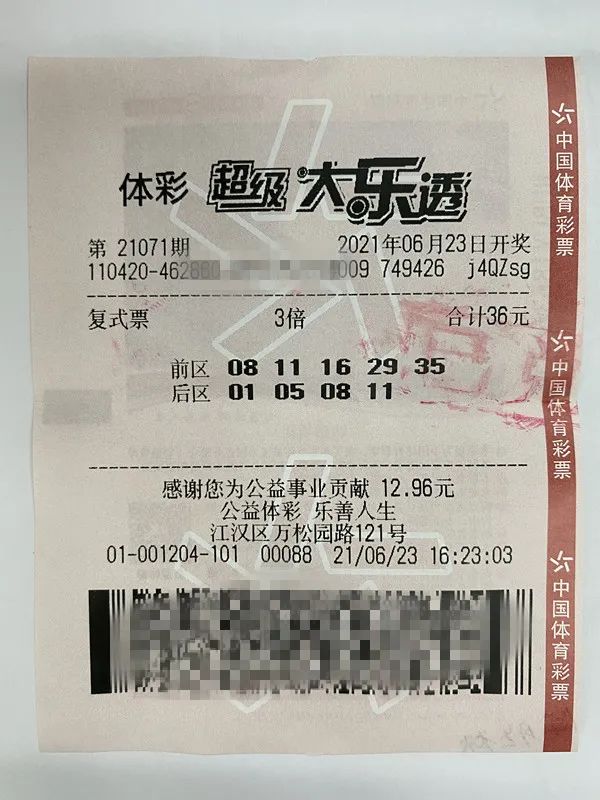 体彩 超级大乐透
第 21071期 2021年06月23日开奖
110420-462860 009 749426 j4QZsg
复式票 3倍 合计36元
前区 08 11 16 29 35
后区 01 05 08 11
感谢您为公益事业贡献 12.96元
公益体彩 乐善人生
江汉区万松园路121号
01-001204-101 00088 21/06/23 16:23:03
中国体育彩票
中国体育彩票
中国体育彩票